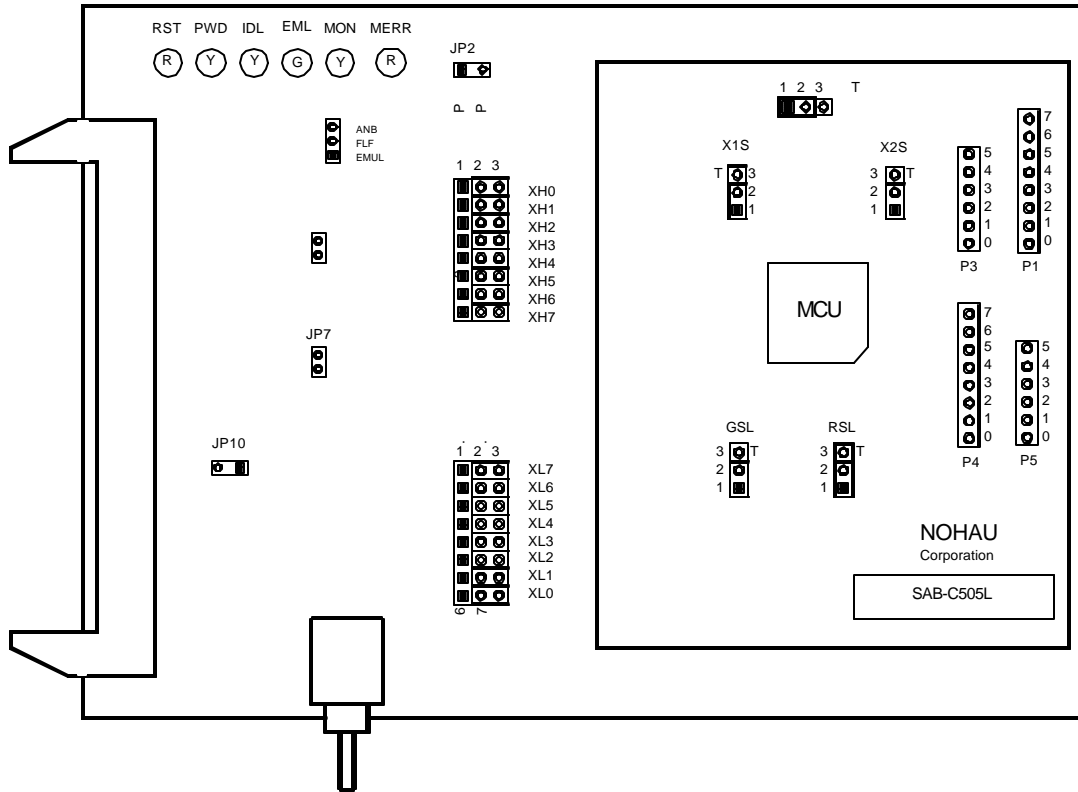 RST PWD IDL EML MON MERR
R Y Y G Y R
JP2
P P
ANB
FLF
EMUL
1 2 3
XH0
XH1
XH2
XH3
XH4
XH5
XH6
XH7
JP7
JP10
1 2 3
XL7
XL6
XL5
XL4
XL3
XL2
XL1
XL0
6 7
1 2 3 T
X1S
T 3
2
1
X2S
3 T
2
1
5
4
3
2
1
0
P3
7
6
5
4
3
2
1
0
P1
MCU
7
6
5
4
3
2
1
0
P4
5
4
3
2
1
0
P5
GSL
3 T
2
1
RSL
3 T
2
1
NOHAU
Corporation
SAB-C505L